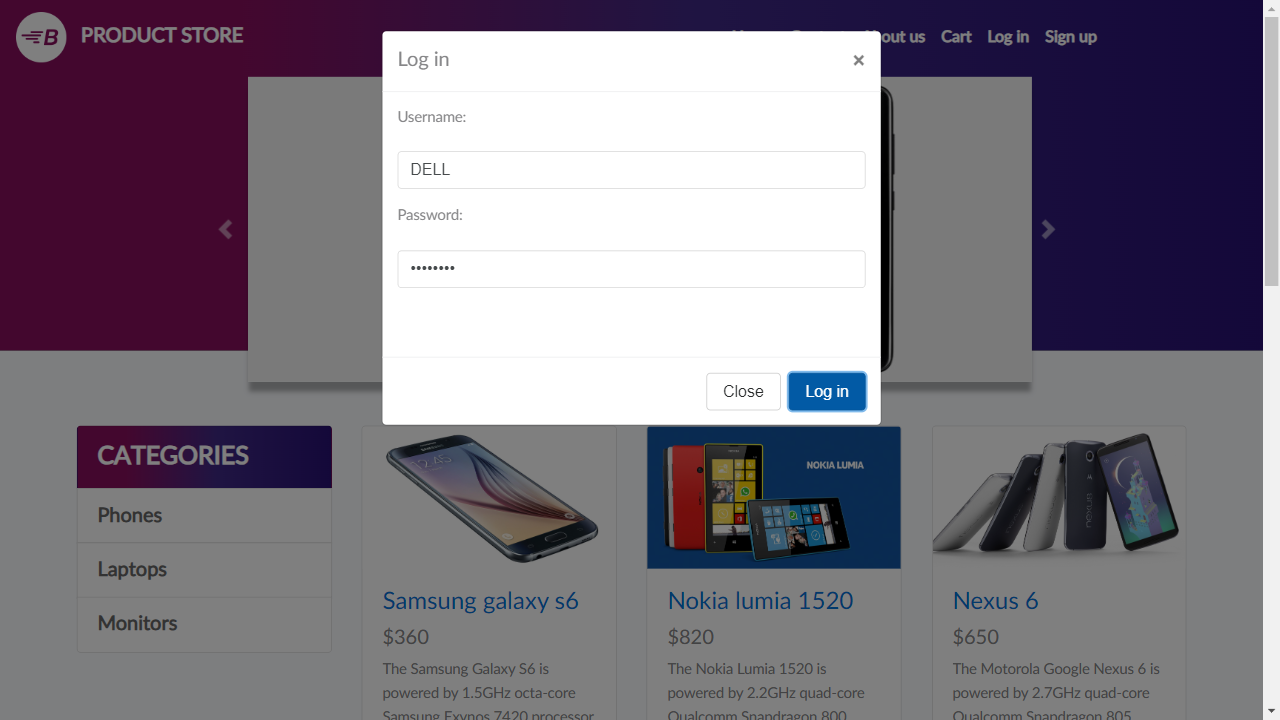 B PRODUCT STORE
out us Cart Log in Sign up
Log in ×
Username:
DELL
Password:
••••••••
Close Log in
CATEGORIES
Phones
Laptops
Monitors
NOKIA LUMIA
Samsung galaxy s6
$360
The Samsung Galaxy S6 is
powered by 1.5GHz octa-core
Samsung Exynos 7420 processor
Nokia lumia 1520
$820
The Nokia Lumia 1520 is
powered by 2.2GHz quad-core
Qualcomm Snapdragon 800
Nexus 6
$650
The Motorola Google Nexus 6 is
powered by 2.7GHz quad-core
Qualcomm Snapdragon 805